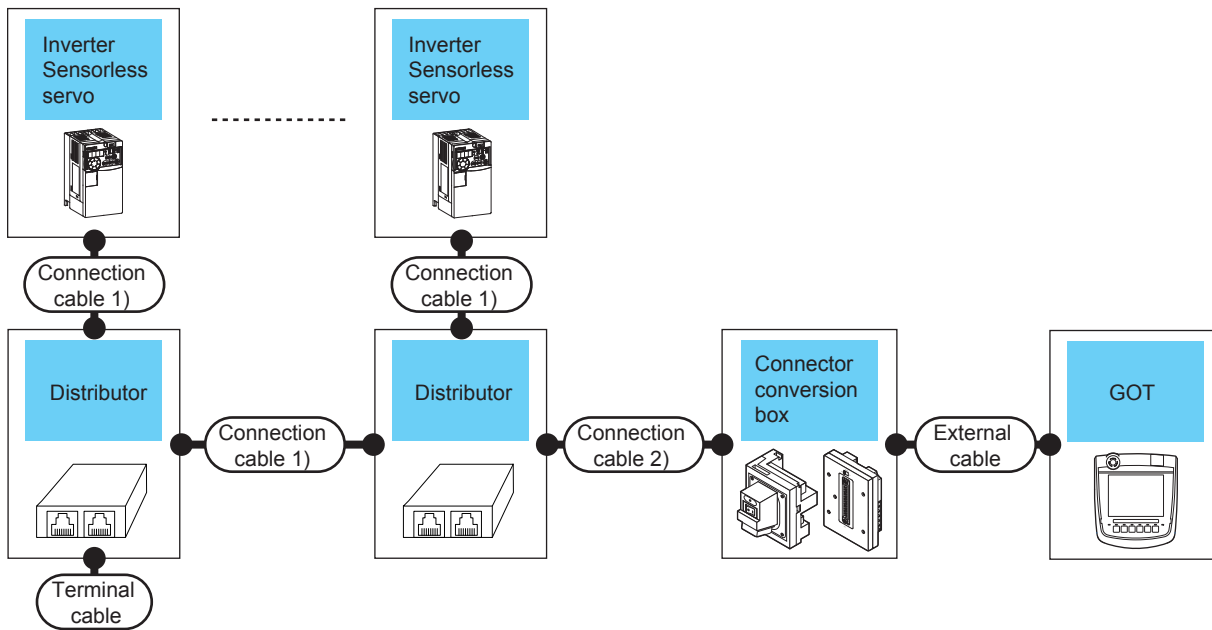 Inverter
Sensorless
servo
Inverter
Sensorless
servo
Connection
cable 1)
Connection
cable 1)
Distributor
Connection
cable 1)
Distributor
Connection
cable 2)
Connector
conversion
box
External
cable
GOT
Terminal
cable